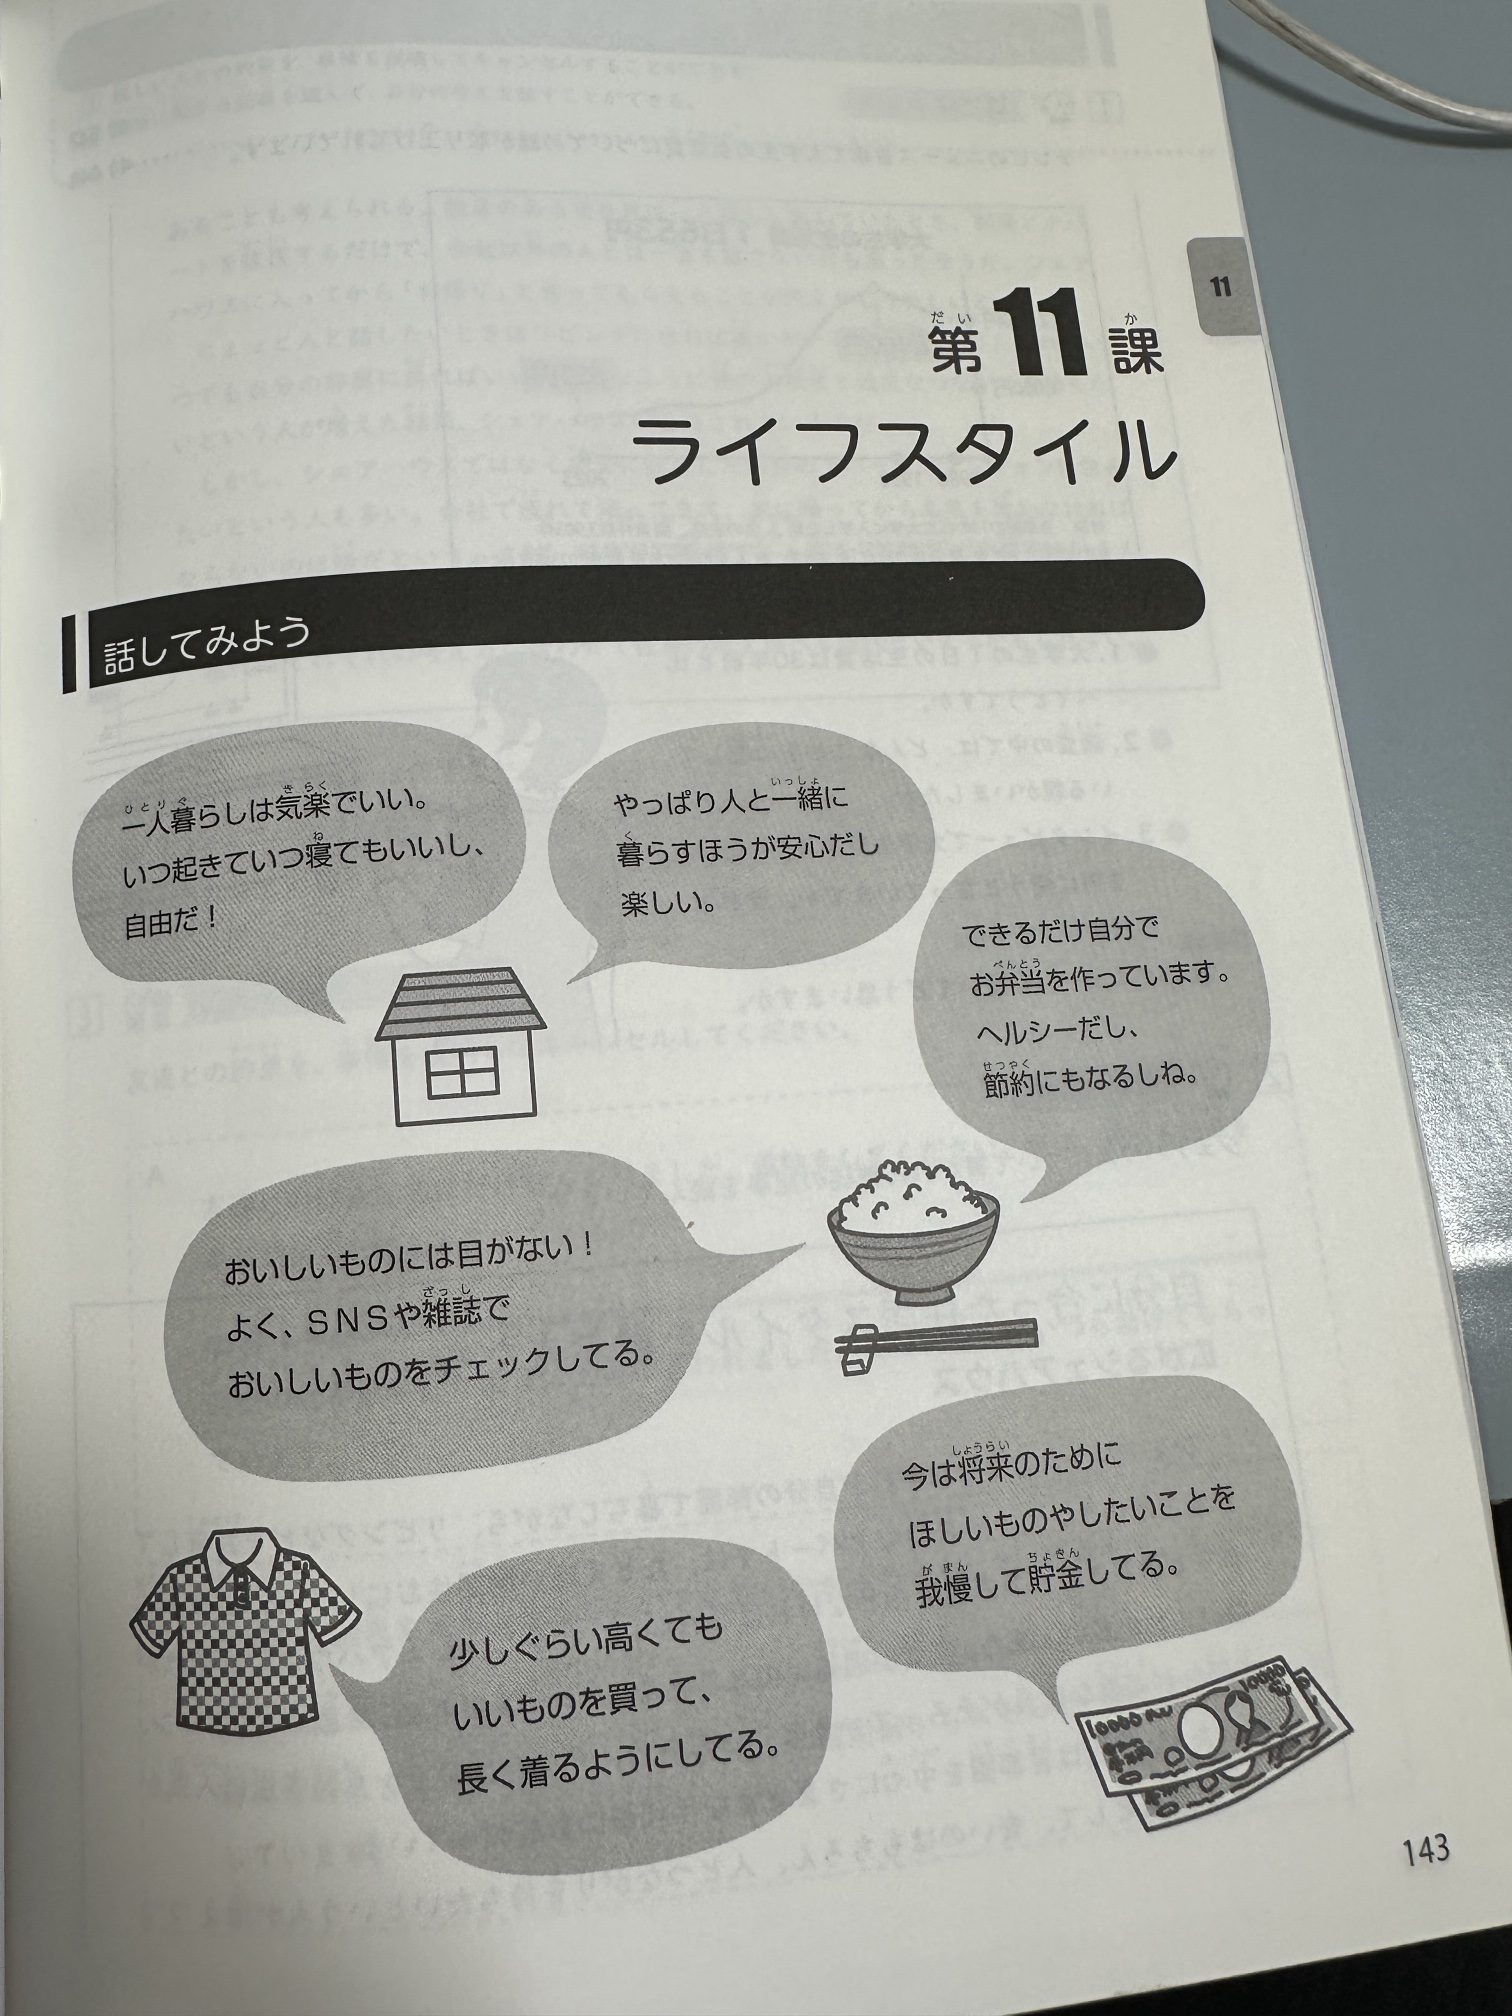 11
第11課
ライフスタイル
話してみよう
一人暮らしは気楽でいい。
いつ起きていつ寝てもいいし、
自由だ！
やっぱり人と一緒に
暮らすほうが安心だし
楽しい。
できるだけ自分で
お弁当を作っています。
ヘルシーだし、
節約にもなるしね。
おいしいものには目がない！
よく、SNSや雑誌で
おいしいものをチェックしてる。
今は将来のために
ほしいものやしたいことを
我慢して貯金してる。
少しぐらい高くても
いいものを買って、
長く着るようにしてる。
10000
10000
143